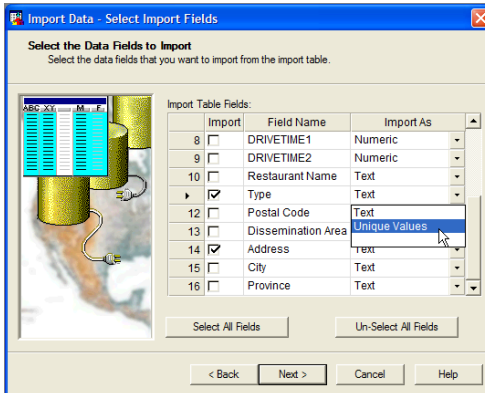 Import Data - Select Import Fields
Select the Data Fields to Import
Select the data fields that you want to import from the import table.
ABC XY M F
Import Table Fields:
Import Field Name Import As
8 DRIVETIME1 Numeric
9 DRIVETIME2 Numeric
10 Restaurant Name Text
Type Text
12 Postal Code Text
13 Dissemination Area Unique Values
14 Address Text
15 City Text
16 Province Text
Select All Fields Un-Select All Fields
< Back Next > Cancel Help